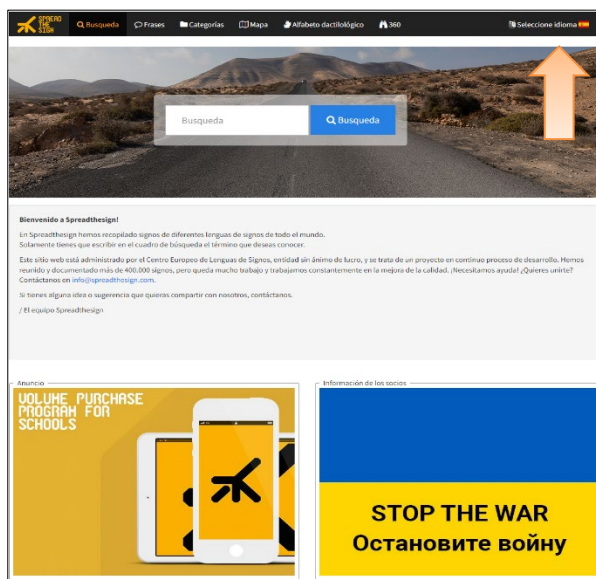 SPREAD THE SIGN
Busqueda
Frases
Categorías
Mapa
Alfabeto dactilológico
360
Seleccione idioma
Busqueda
Busqueda
Bienvenido a Spreadthesign!
En Spreadthesign hemos recopilado signos de diferentes lenguas de signos de todo el mundo.
Solamente tienes que escribir en el cuadro de búsqueda el término que deseas conocer.
Este sitio web está administrado por el Centro Europeo de Lenguas de Signos, entidad sin ánimo de lucro, y se trata de un proyecto en continuo proceso de desarrollo. Hemos
reunido y documentado más de 400.000 signos, pero queda mucho trabajo y trabajamos constantemente en la mejora de la calidad. ¡Necesitamos ayuda! ¿Quieres unirte?
Contáctanos en info@spreadthesign.com.
Si tienes alguna idea o sugerencia que quieras compartir con nosotros, contáctanos.
/ El equipo Spreadthesign
Anuncio
VOLUME PURCHASE
PROGRAM FOR
SCHOOLS
Información de los socios
STOP THE WAR
Остановите войну